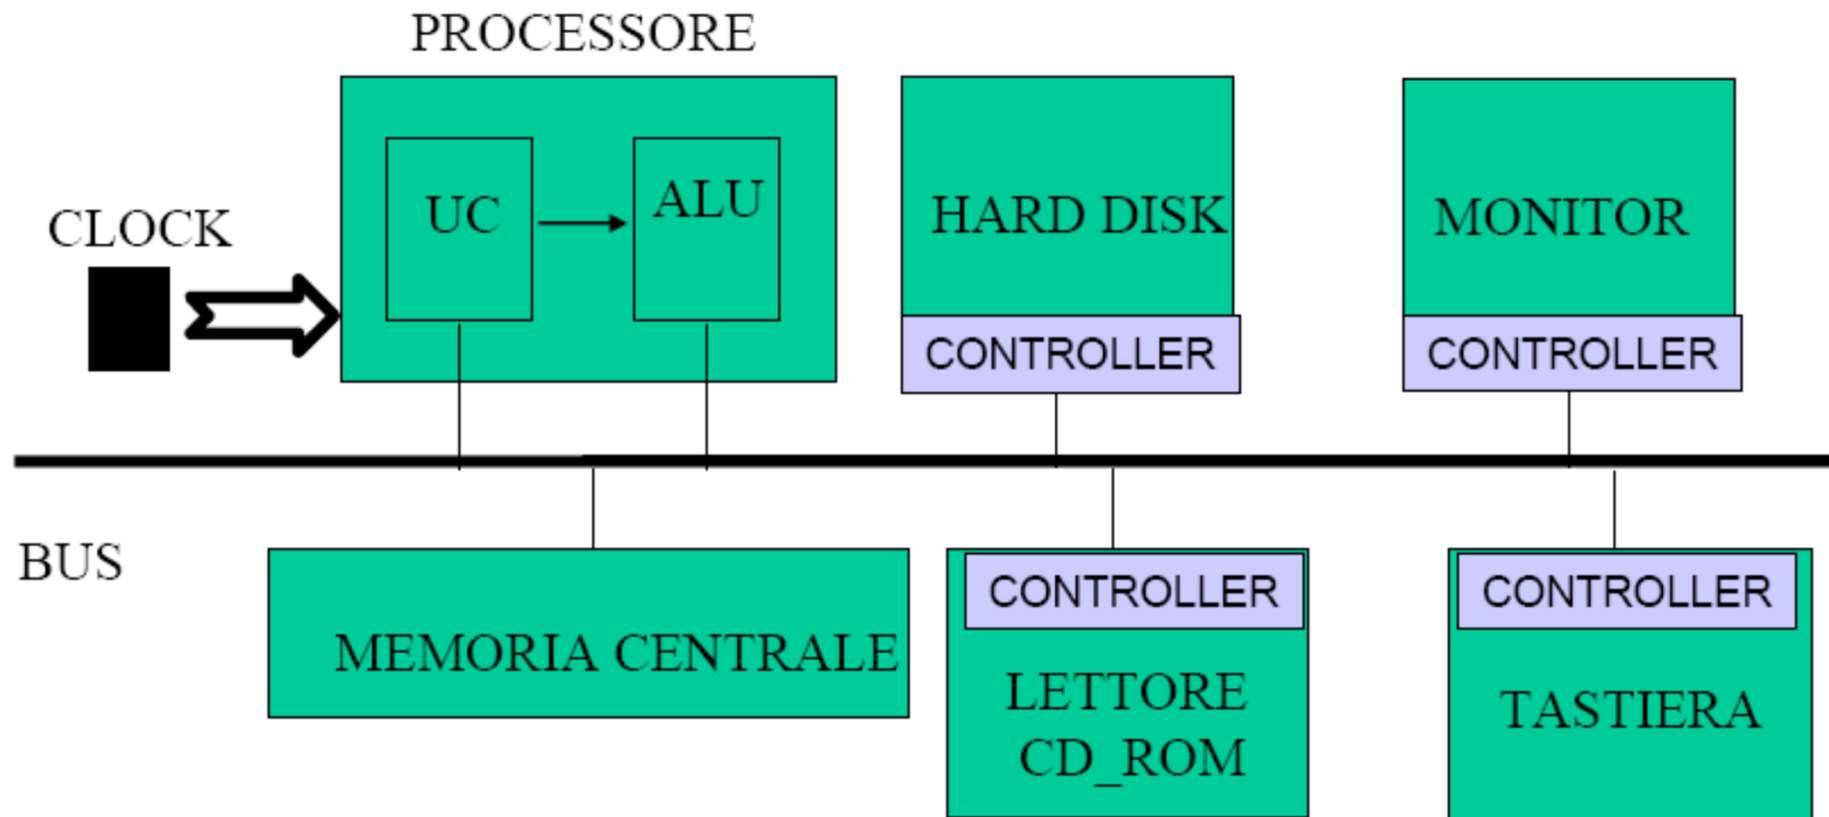 PROCESSORE
CLOCK
UC
ALU
HARD DISK
CONTROLLER
MONITOR
CONTROLLER
BUS
MEMORIA CENTRALE
CONTROLLER
LETTORE
CD_ROM
CONTROLLER
TASTIERA